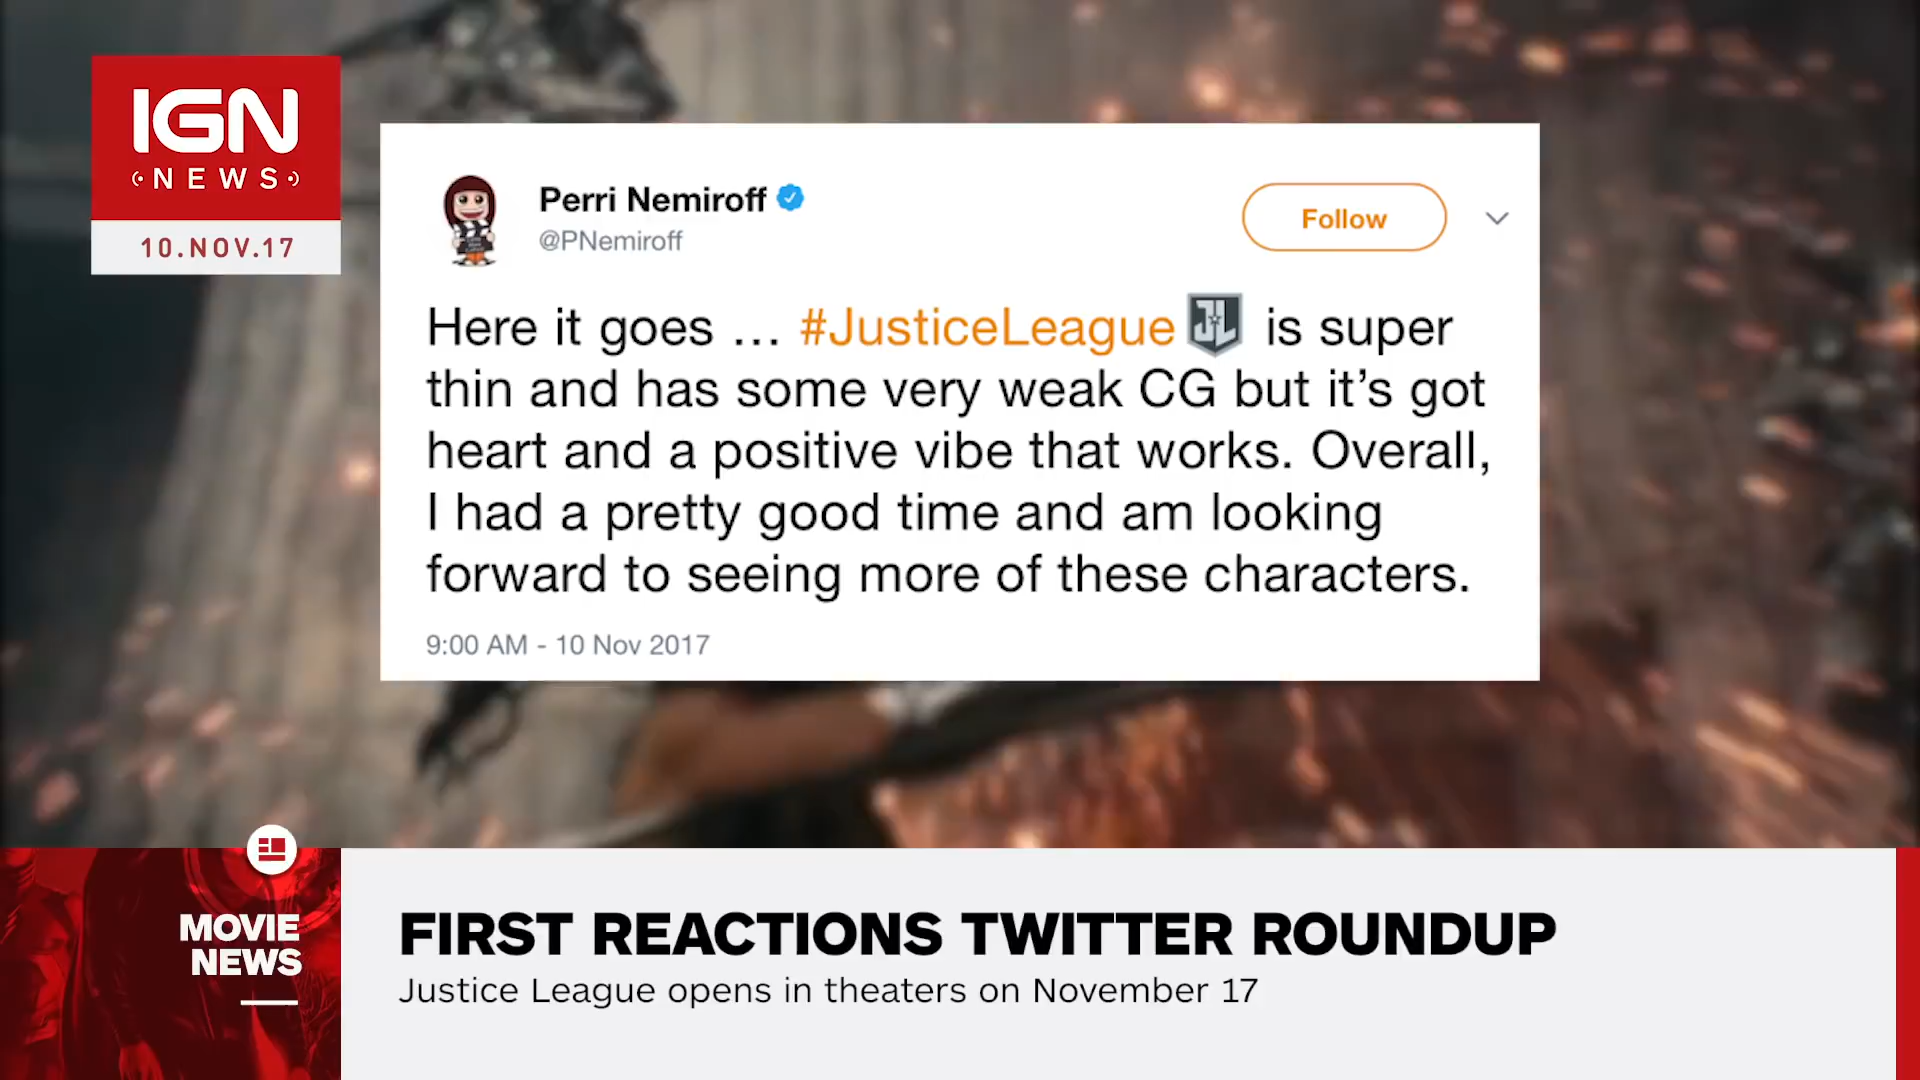 IGN
NEWS
10.NOV.17
Perri Nemiroff
@PNemiroff
Follow
Here it goes … #JusticeLeague JL is super
thin and has some very weak CG but it’s got
heart and a positive vibe that works. Overall,
I had a pretty good time and am looking
forward to seeing more of these characters.
9:00 AM - 10 Nov 2017
MOVIE
NEWS
FIRST REACTIONS TWITTER ROUNDUP
Justice League opens in theaters on November 17